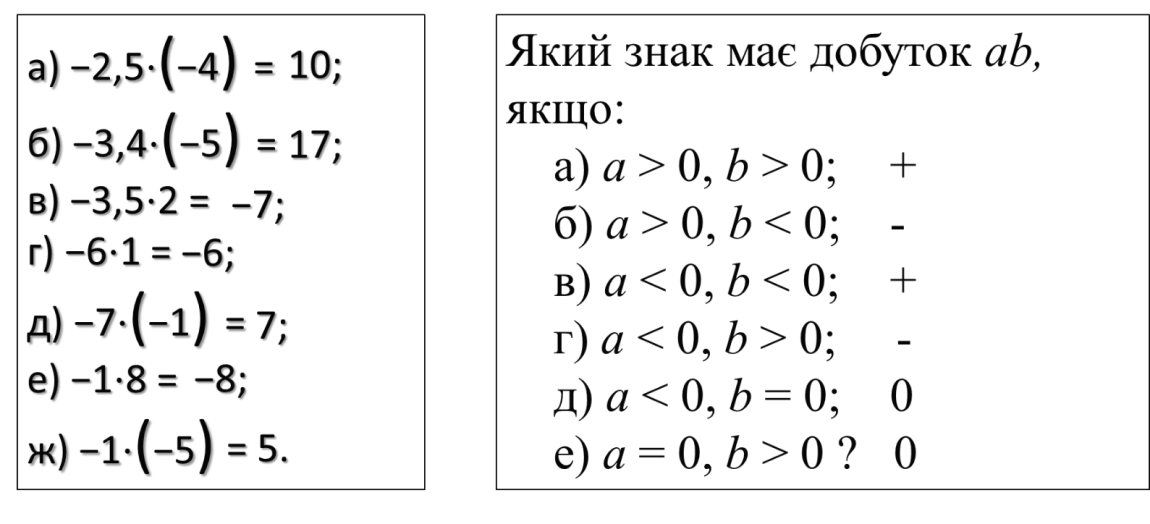 а) −2,5·(−4) = 10;
б) −3,4·(−5) = 17;
в) −3,5·2 = −7;
г) −6·1 = −6;
д) −7·(−1) = 7;
е) −1·8 = −8;
ж) −1·(−5) = 5.
Який знак має добуток ab,
якщо:
а) a > 0, b > 0; +
б) a > 0, b < 0; -
в) a < 0, b < 0; +
г) a < 0, b > 0; -
д) a < 0, b = 0; 0
е) a = 0, b > 0 ? 0